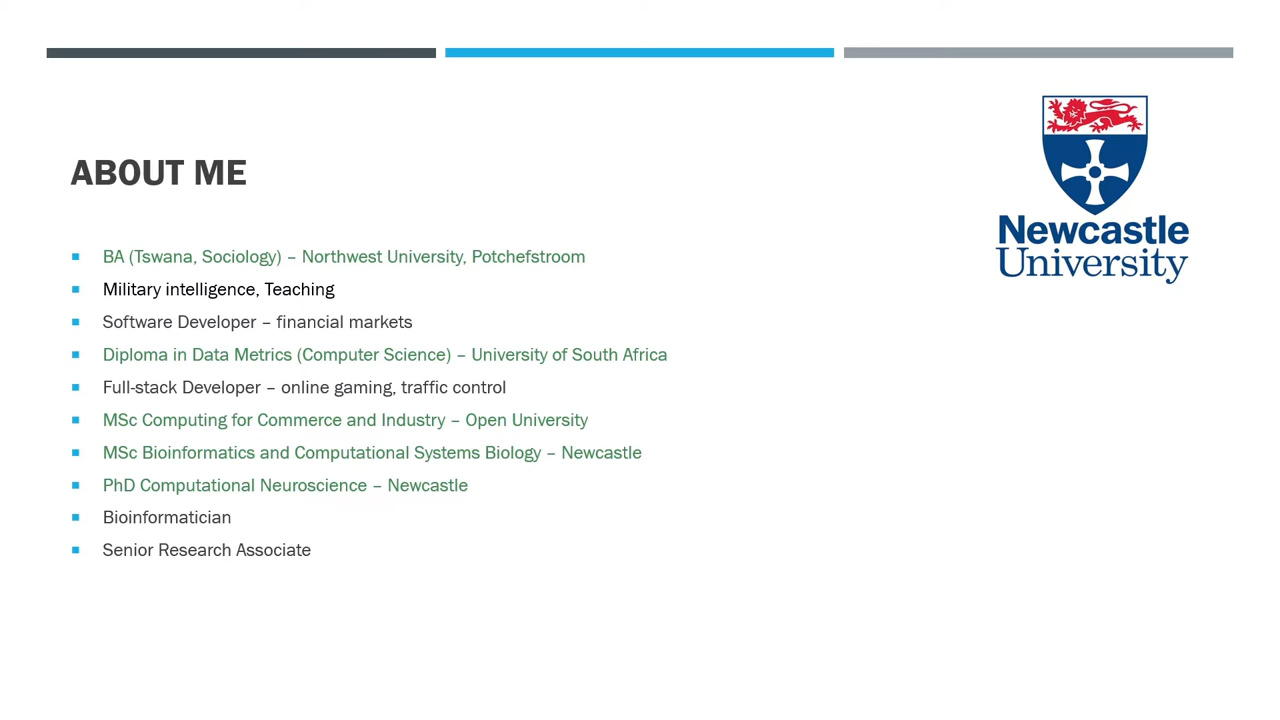 ABOUT ME
BA (Tswana, Sociology) – Northwest University, Potchefstroom
Military intelligence, Teaching
Software Developer – financial markets
Diploma in Data Metrics (Computer Science) – University of South Africa
Full-stack Developer – online gaming, traffic control
MSc Computing for Commerce and Industry – Open University
MSc Bioinformatics and Computational Systems Biology – Newcastle
PhD Computational Neuroscience – Newcastle
Bioinformatician
Senior Research Associate
Newcastle
University